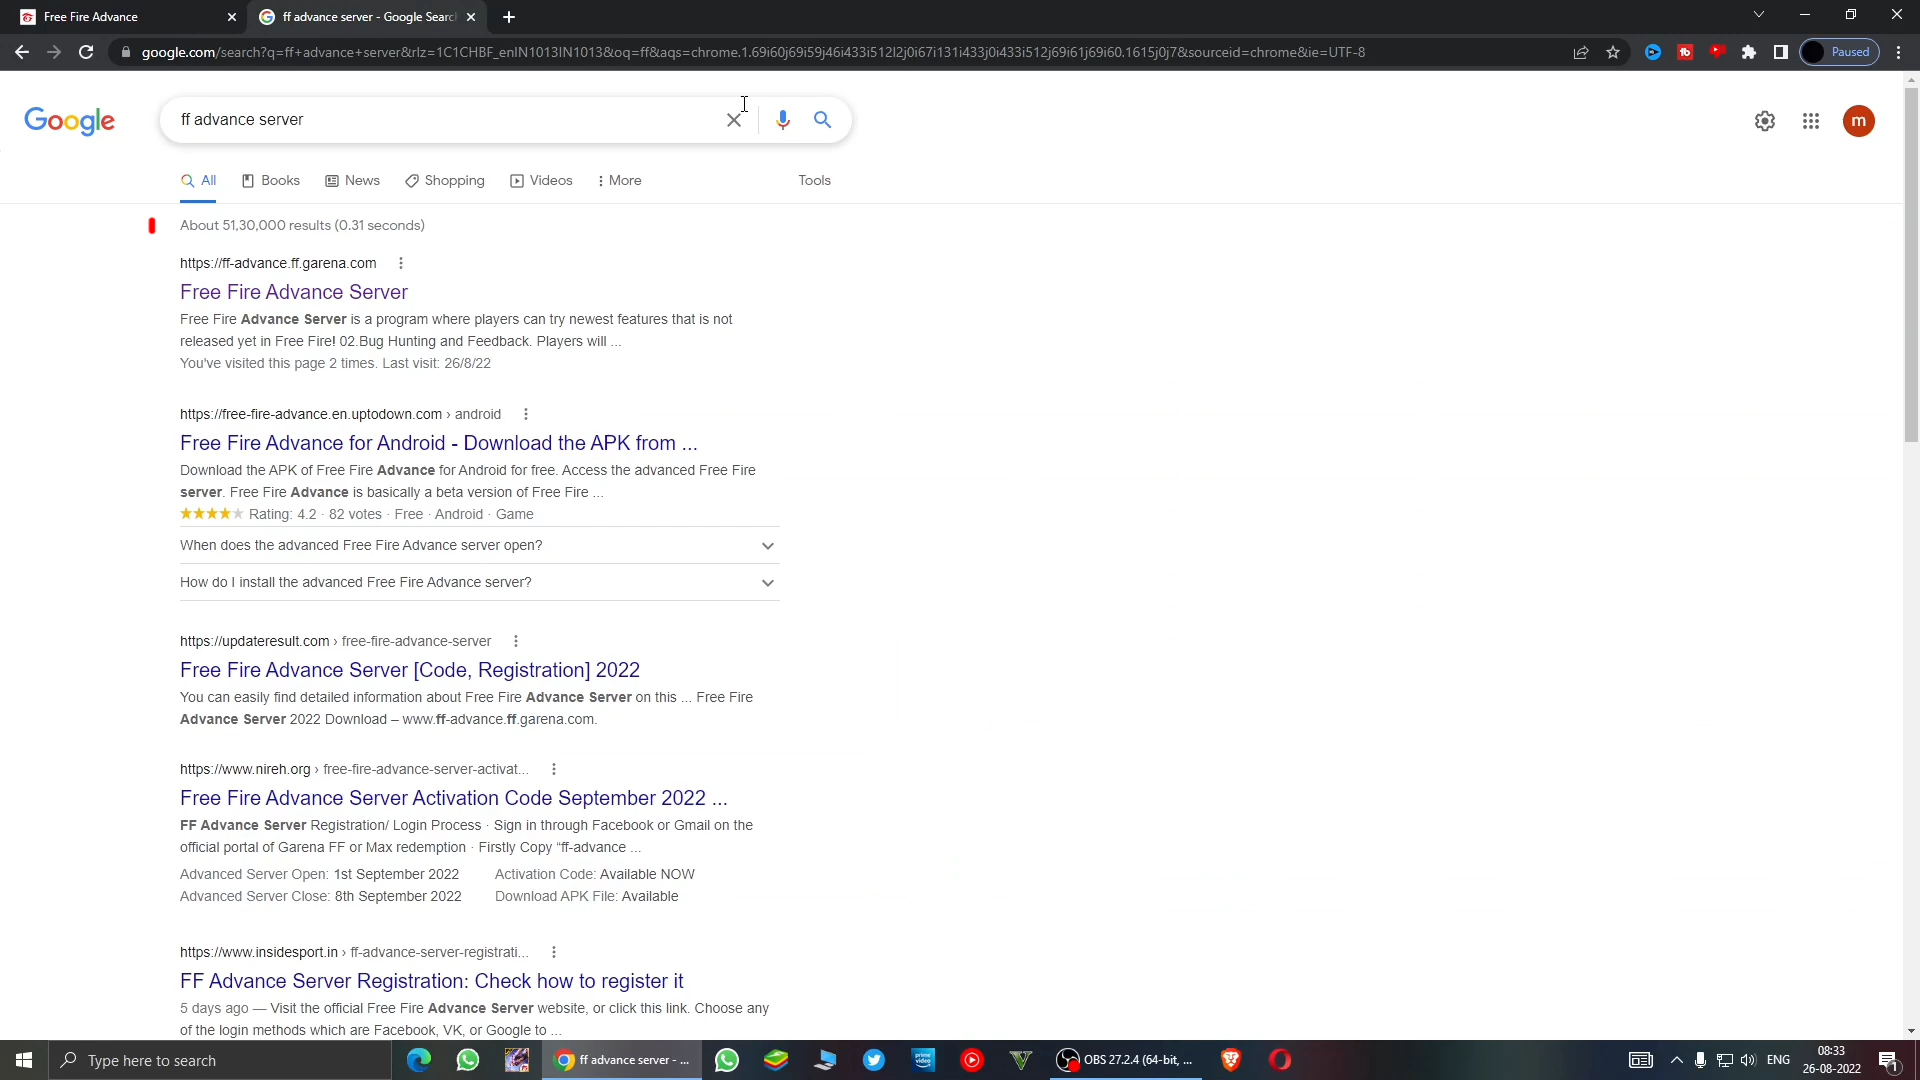 Free Fire Advance
ff advance server - Google Searc
google.com/search?q=ff+advance+server&rlz=1C1CHBF_enIN1013IN1013&oq=ff&aqs=chrome.1.69i60j69i59j46i433i512l2j0i67i131i433j0i433i512j69i61j69i60.1615j0j7&sourceid=chrome&ie=UTF-8
Paused
Google
ff advance server
m
All
Books
News
Shopping
Videos
More
Tools
About 51,30,000 results (0.31 seconds)
https://ff-advance.ff.garena.com
Free Fire Advance Server
Free Fire Advance Server is a program where players can try newest features that is not
released yet in Free Fire! 02.Bug Hunting and Feedback. Players will ...
You've visited this page 2 times. Last visit: 26/8/22
https://free-fire-advance.en.uptodown.com › android
Free Fire Advance for Android - Download the APK from ...
Download the APK of Free Fire Advance for Android for free. Access the advanced Free Fire
server. Free Fire Advance is basically a beta version of Free Fire ...
Rating: 4.2 · 82 votes · Free · Android · Game
When does the advanced Free Fire Advance server open?
How do I install the advanced Free Fire Advance server?
https://updateresult.com › free-fire-advance-server
Free Fire Advance Server [Code, Registration] 2022
You can easily find detailed information about Free Fire Advance Server on this ... Free Fire
Advance Server 2022 Download – www.ff-advance.ff.garena.com.
https://www.nireh.org › free-fire-advance-server-activat...
Free Fire Advance Server Activation Code September 2022 ...
FF Advance Server Registration/ Login Process · Sign in through Facebook or Gmail on the
official portal of Garena FF or Max redemption · Firstly Copy “ff-advance ...
Advanced Server Open: 1st September 2022 Activation Code: Available NOW
Advanced Server Close: 8th September 2022 Download APK File: Available
https://www.insidesport.in › ff-advance-server-registrati...
FF Advance Server Registration: Check how to register it
5 days ago — Visit the official Free Fire Advance Server website, or click this link. Choose any
of the login methods which are Facebook, VK, or Google to ...
Type here to search
ff advance server - ...
prime video
OBS 27.2.4 (64-bit, ...
ENG
08:33
26-08-2022
1